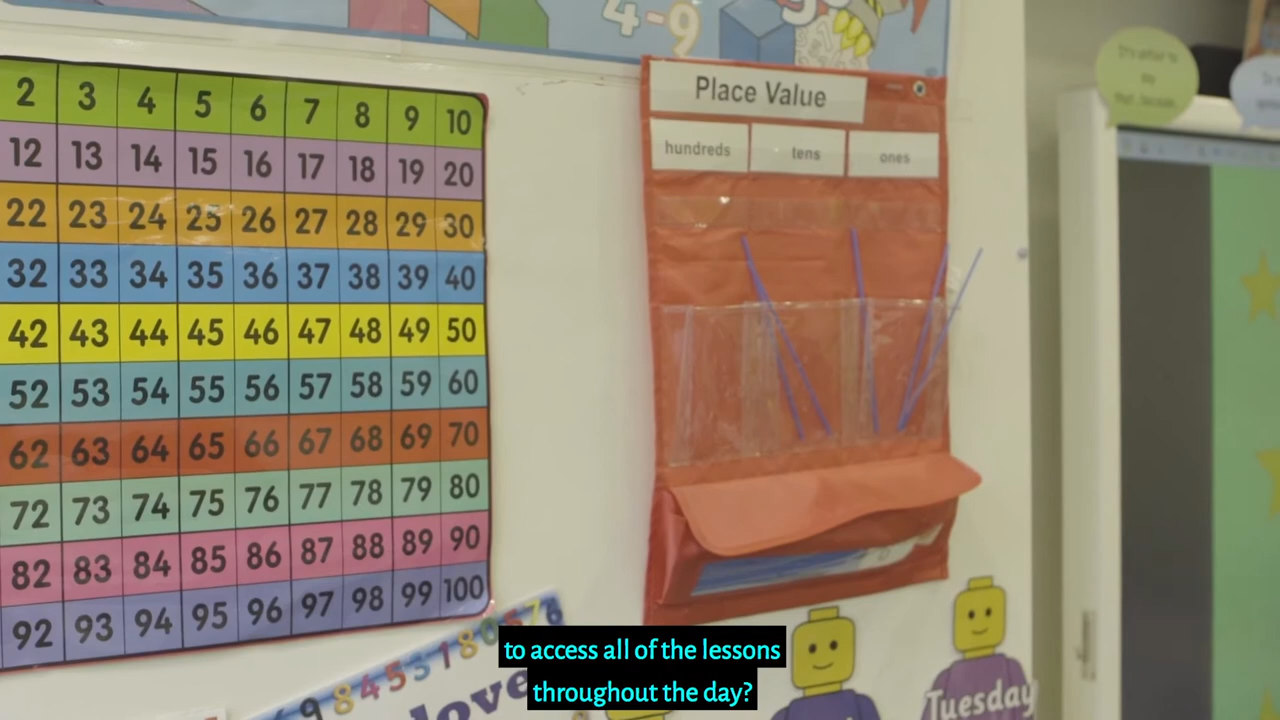 4-9
Place Value
hundreds tens ones
2 3 4 5 6 7 8 9 10
12 13 14 15 16 17 18 19 20
22 23 24 25 26 27 28 29 30
32 33 34 35 36 37 38 39 40
42 43 44 45 46 47 48 49 50
52 53 54 55 56 57 58 59 60
62 63 64 65 66 67 68 69 70
72 73 74 75 76 77 78 79 80
82 83 84 85 86 87 88 89 90
92 93 94 95 96 97 98 99 100
love
Tuesday
to access all of the lessons
throughout the day?